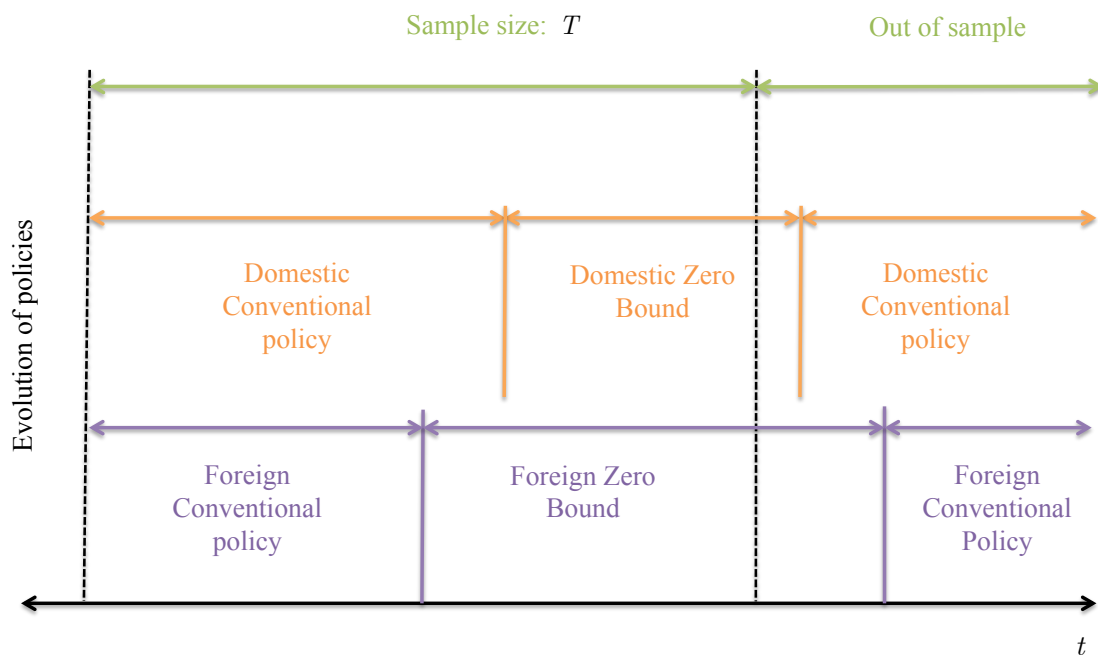 Sample size: T
Out of sample
Evolution of policies
Domestic
Conventional
policy
Domestic Zero
Bound
Domestic
Conventional
policy
Foreign
Conventional
policy
Foreign Zero
Bound
Foreign
Conventional
Policy
t